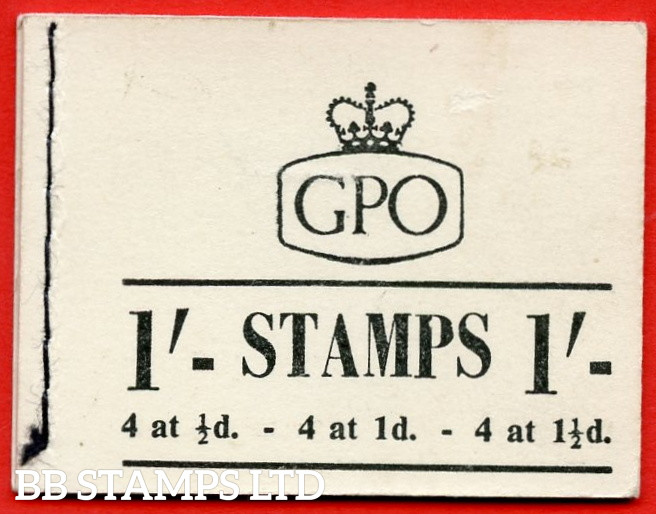 GPO
1/- STAMPS 1/-
4 at ½d. - 4 at 1d. - 4 at 1½d.
BB STAMPS LTD